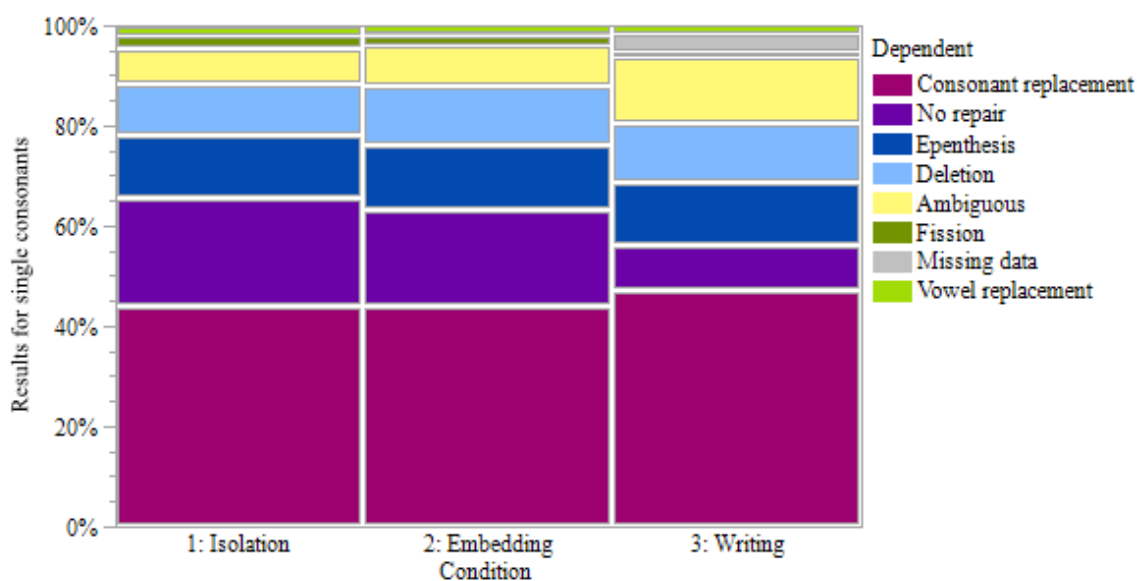 Results for single consonants
100%
80%
60%
40%
20%
0%
1: Isolation
2: Embedding
3: Writing
Condition
Dependent
Consonant replacement
No repair
Epenthesis
Deletion
Ambiguous
Fission
Missing data
Vowel replacement